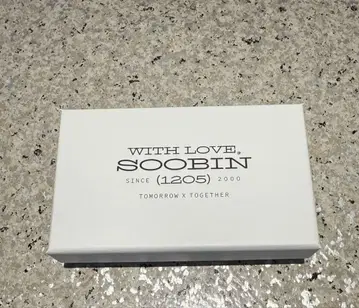 WITH LOVE,
SOOBIN
SINCE (1205) 2000
TOMORROW X TOGETHER